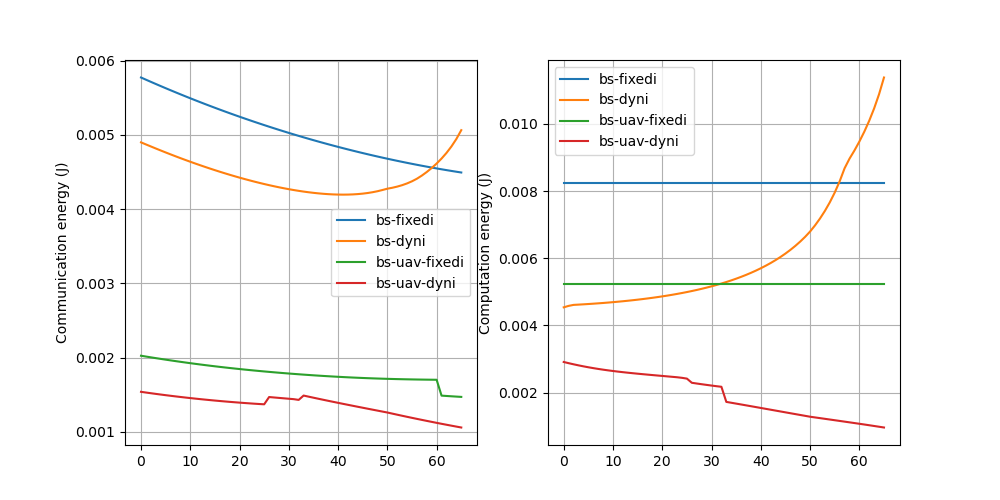 Communication energy (J)
0.006
0.005
0.004
0.003
0.002
0.001
0 10 20 30 40 50 60
bs-fixedi
bs-dyni
bs-uav-fixedi
bs-uav-dyni
Computation energy (J)
0.010
0.008
0.006
0.004
0.002
0 10 20 30 40 50 60
bs-fixedi
bs-dyni
bs-uav-fixedi
bs-uav-dyni